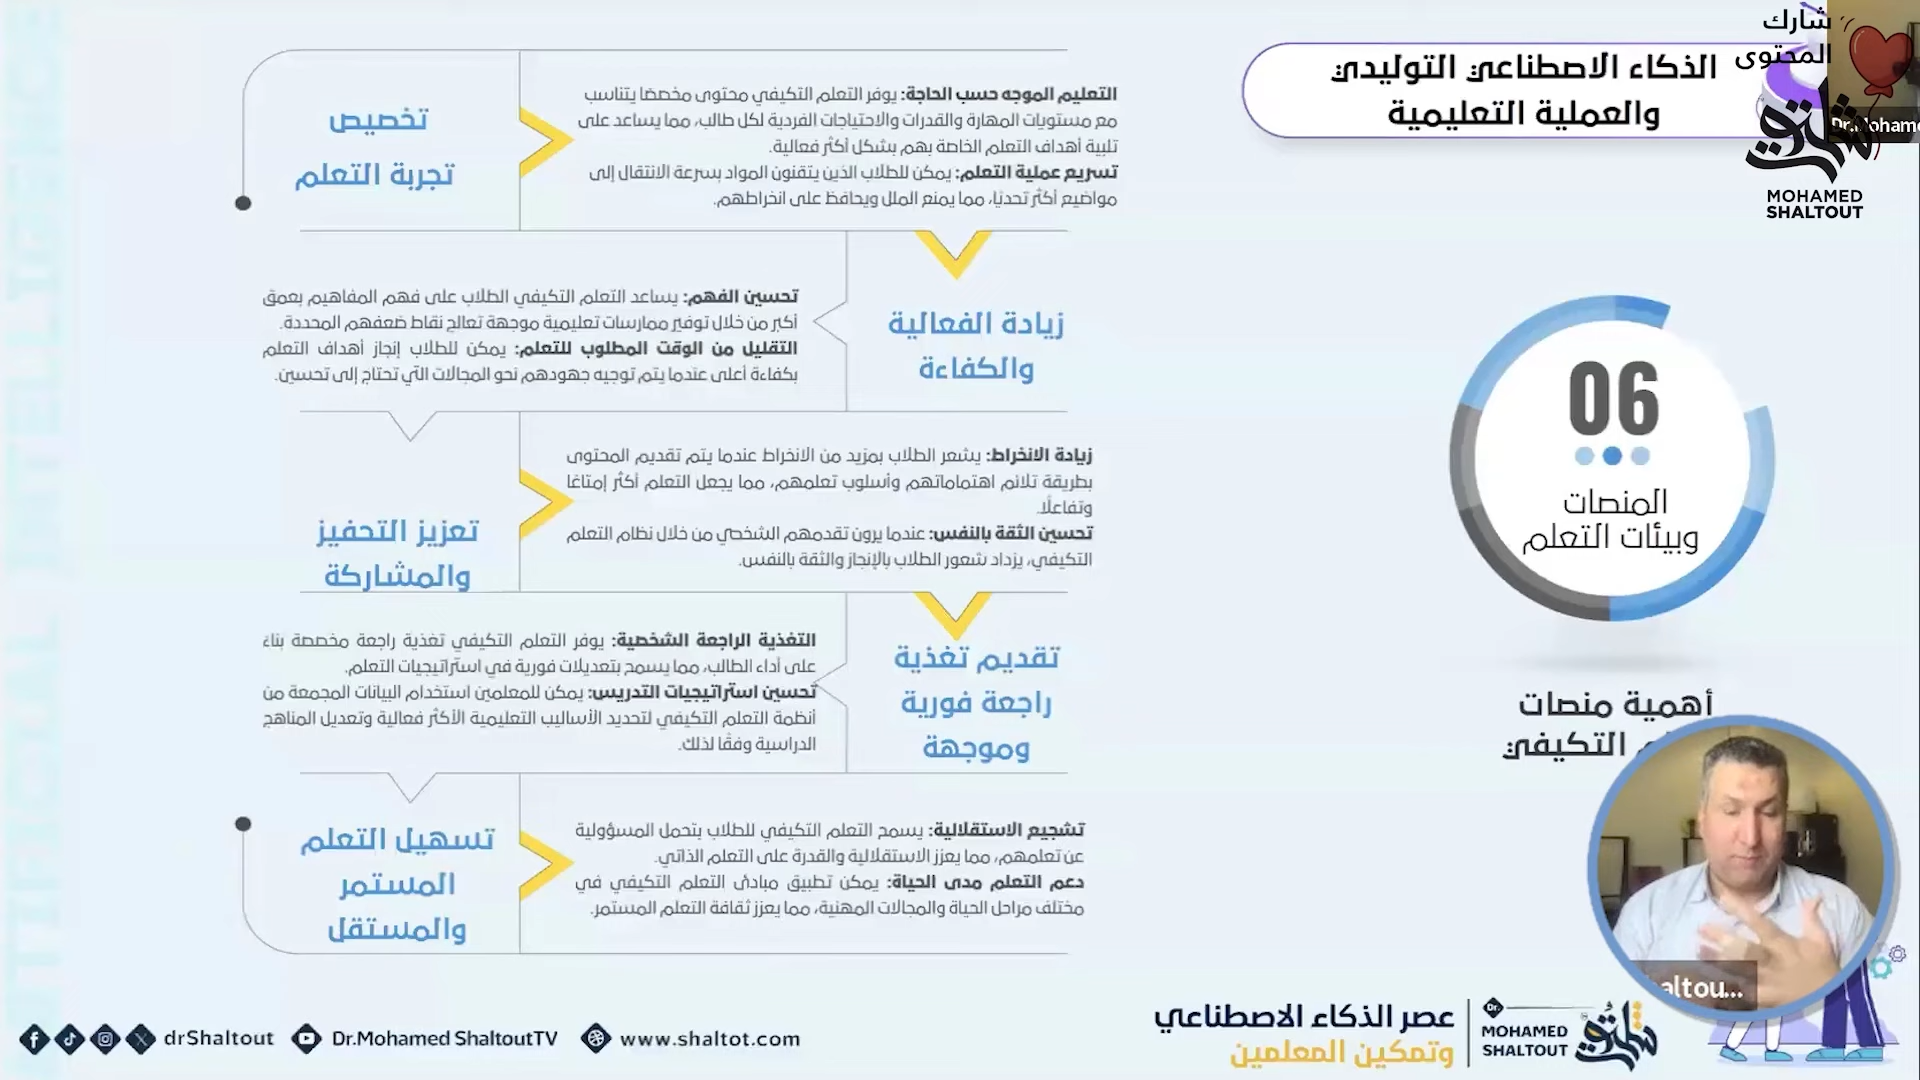 الذكاء الاصطناعي التوليدي
والعملية التعليمية
شارك
المحتوى
Dr.Mohame
شلتوت
MOHAMED
SHALTOUT
تخصيص
تجربة التعلم
التعليم الموجه حسب الحاجة: يوفر التعلم التكيفي محتوى مخصصًا يتناسب
مع مستويات المهارة والقدرات والاحتياجات الفردية لكل طالب، مما يساعد على
تلبية أهداف التعلم الخاصة بهم بشكل أكثر فعالية.
تسريع عملية التعلم: يمكن للطلاب الذين يتقنون المواد بسرعة الانتقال إلى
مواضيع أكثر تحديًا، مما يمنع الملل ويحافظ على انخراطهم.
زيادة الفعالية
والكفاءة
تحسين الفهم: يساعد التعلم التكيفي الطلاب على فهم المفاهيم بعمق
أكبر من خلال توفير ممارسات تعليمية موجهة تعالج نقاط ضعفهم المحددة.
التقليل من الوقت المطلوب للتعلم: يمكن للطلاب إنجاز أهداف التعلم
بكفاءة أعلى عندما يتم توجيه جهودهم نحو المجالات التي تحتاج إلى تحسين.
تعزيز التحفيز
والمشاركة
زيادة الانخراط: يشعر الطلاب بمزيد من الانخراط عندما يتم تقديم المحتوى
بطريقة تلائم اهتماماتهم وأسلوب تعلمهم، مما يجعل التعلم أكثر إمتاعًا
وتفاعلًا.
تحسين الثقة بالنفس: عندما يرون تقدمهم الشخصي من خلال نظام التعلم
التكيفي، يزداد شعور الطلاب بالإنجاز والثقة بالنفس.
تقديم تغذية
راجعة فورية
وموجهة
التغذية الراجعة الشخصية: يوفر التعلم التكيفي تغذية راجعة مخصصة بناءً
على أداء الطالب، مما يسمح بتعديلات فورية في استراتيجيات التعلم.
تحسين استراتيجيات التدريس: يمكن للمعلمين استخدام البيانات المجمعة من
أنظمة التعلم التكيفي لتحديد الأساليب التعليمية الأكثر فعالية وتعديل المناهج
الدراسية وفقًا لذلك.
تسهيل التعلم
المستمر
والمستقل
تشجيع الاستقلالية: يسمح التعلم التكيفي للطلاب بتحمل المسؤولية
عن تعلمهم، مما يعزز الاستقلالية والقدرة على التعلم الذاتي.
دعم التعلم مدى الحياة: يمكن تطبيق مبادئ التعلم التكيفي في
مختلف مراحل الحياة والمجالات المهنية، مما يعزز ثقافة التعلم المستمر.
06
المنصات
وبيئات التعلم
أهمية منصات
التكيفي
altou...
drShaltout
Dr.Mohamed ShaltoutTV
www.shaltot.com
عصر الذكاء الاصطناعي
وتمكين المعلمين
Dr.
MOHAMED
SHALTOUT
شلتوت